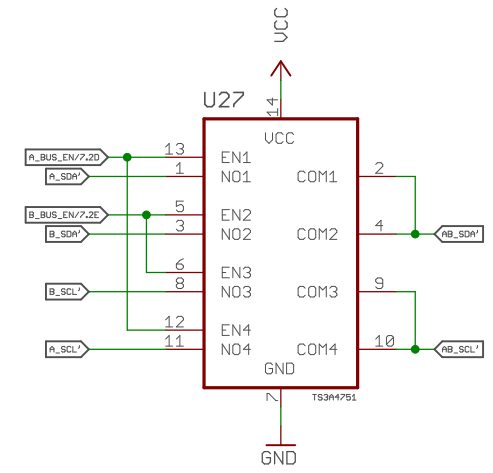 VCC
U27
14
VCC
A_BUS_EN/7.2D
13
EN1
A_SDA'
1
NO1
COM1
2
B_BUS_EN/7.2E
5
EN2
B_SDA'
3
NO2
COM2
4
AB_SDA'
6
EN3
B_SCL'
8
NO3
COM3
9
12
EN4
A_SCL'
11
NO4
COM4
10
AB_SCL'
GND
7
TS3A4751
GND